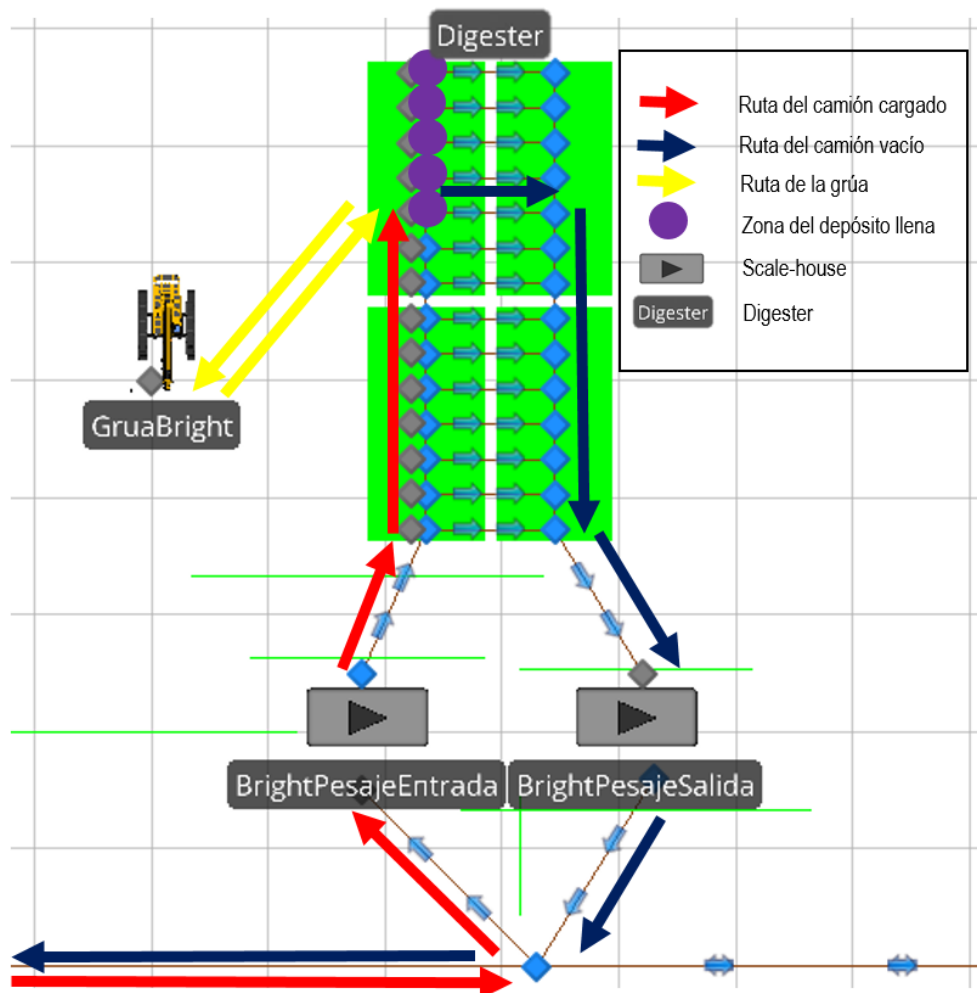 Digester
Ruta del camión cargado
Ruta del camión vacío
Ruta de la grúa
Zona del depósito llena
Scale-house
Digester
Digester
GruaBright
BrightPesajeEntrada
BrightPesajeSalida